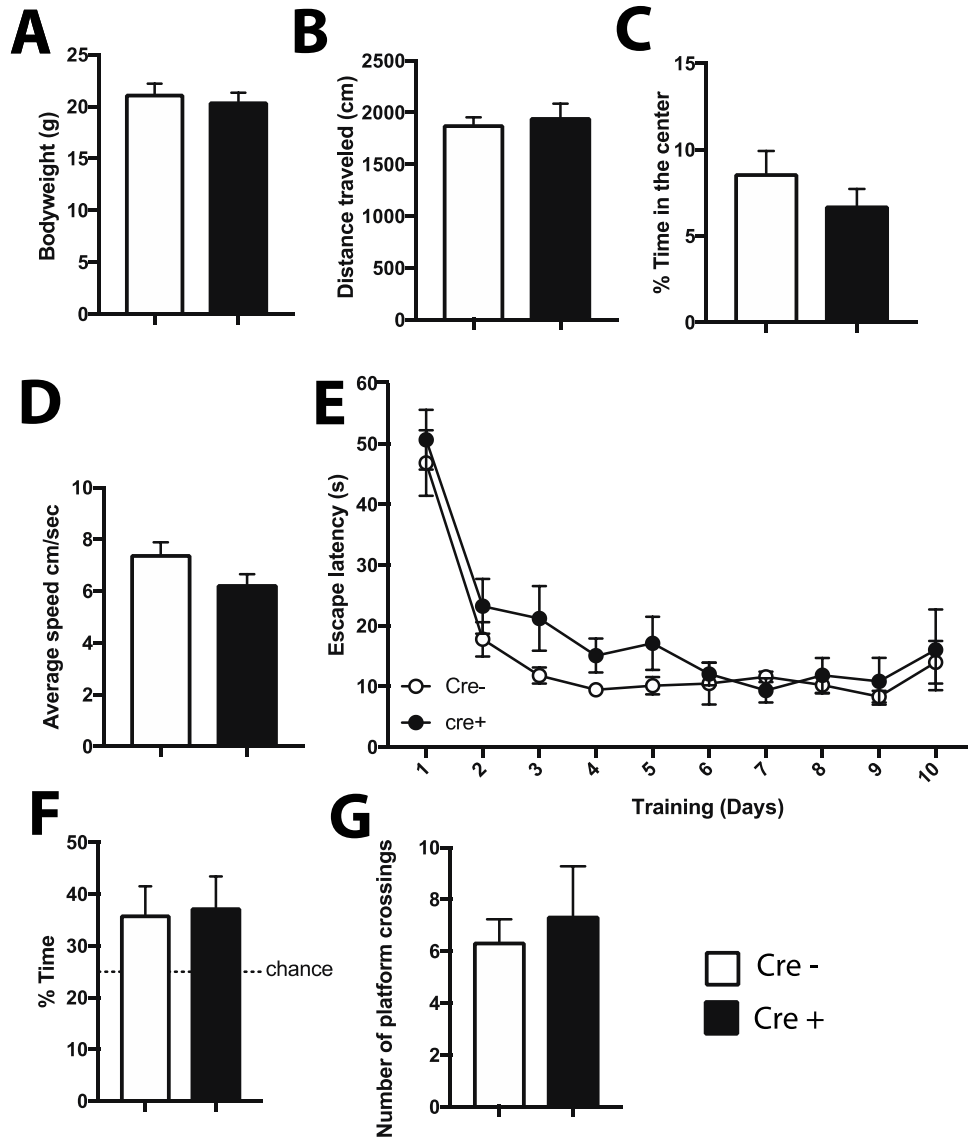 A
Bodyweight (g)
25
20
15
10
5
0
B
Distance traveled (cm)
2500
2000
1500
1000
500
0
C
% Time in the center
15
10
5
0
D
Average speed cm/sec
10
8
6
4
2
0
E
Escape latency (s)
60
50
40
30
20
10
0
Cre-
cre+
1 2 3 4 5 6 7 8 9 10
Training (Days)
F
% Time
50
40
30
20
10
0
chance
G
Number of platform crossings
10
8
6
4
2
0
Cre -
Cre +